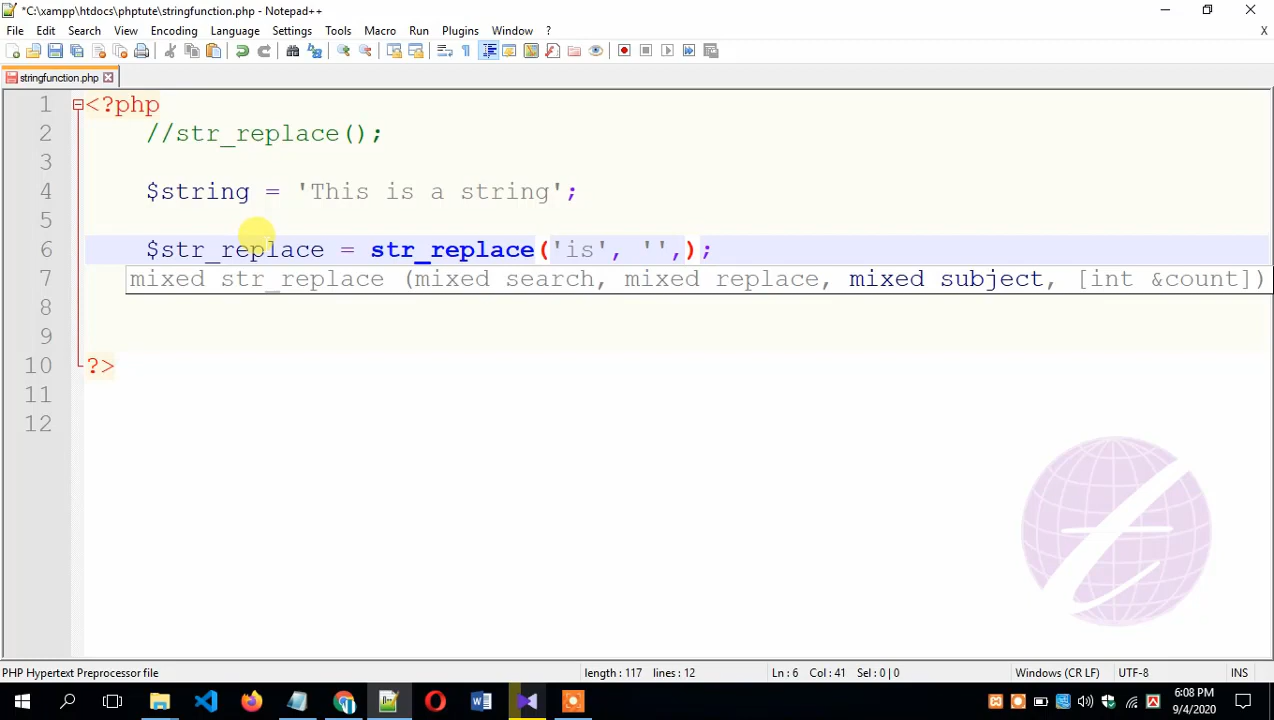 *C:\xampp\htdocs\phptute\stringfunction.php - Notepad++
File Edit Search View Encoding Language Settings Tools Macro Run Plugins Window ? X
stringfunction.php
1 <?php
2 //str_replace();
3
4 $string = 'This is a string';
5
6 $str_replace = str_replace('is', '',);
7 mixed str_replace (mixed search, mixed replace, mixed subject, [int &count])
8
9
10 ?>
11
12
PHP Hypertext Preprocessor file length : 117 lines : 12 Ln : 6 Col : 41 Sel : 0 | 0 Windows (CR LF) UTF-8 INS
6:08 PM
9/4/2020